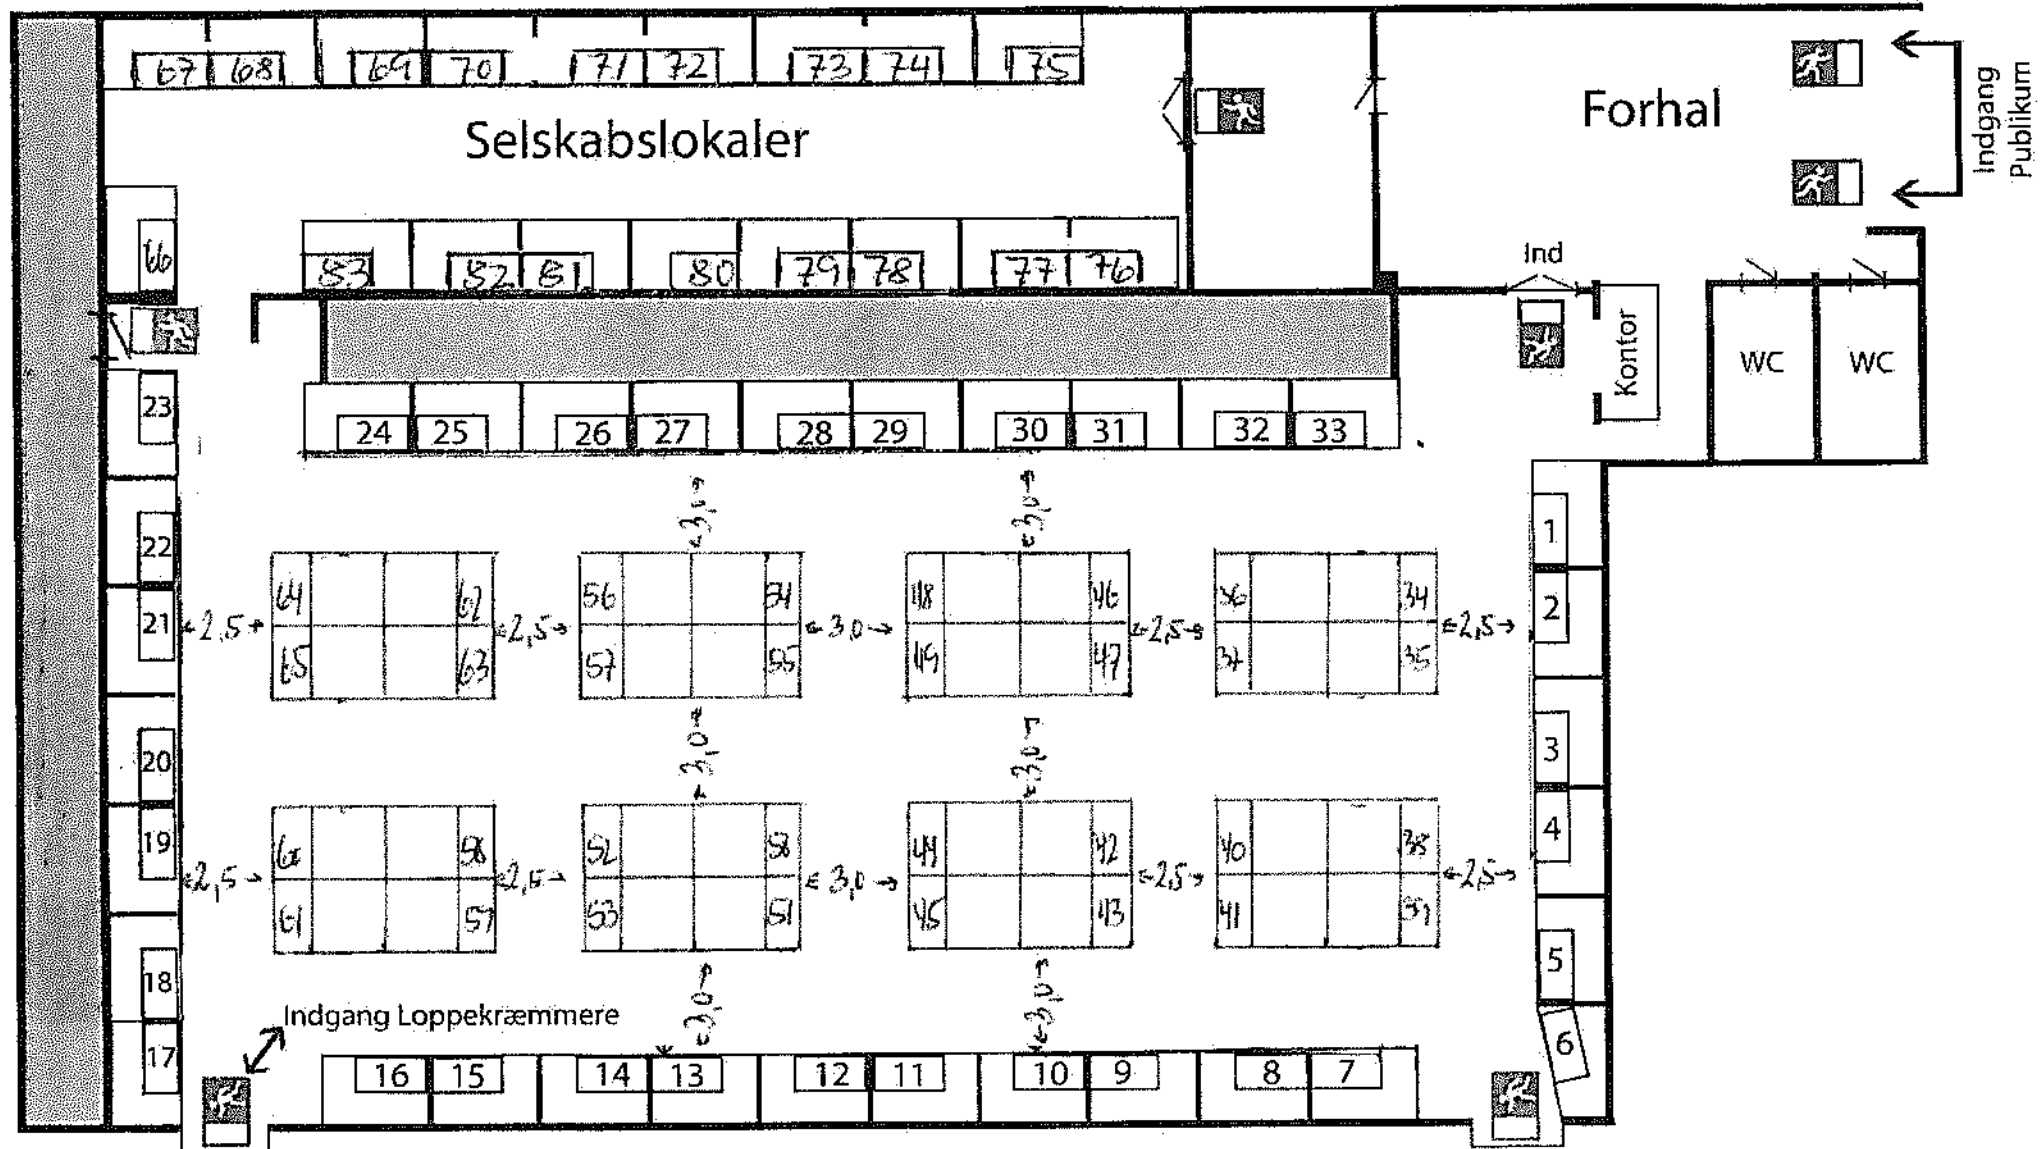 67 68 69 70 71 72 73 74 75
Selskabslokaler
Forhal
Indgang
Publikum
66
83 82 81 80 79 78 77 76
Ind
Kontor
WC WC
23
24 25 26 27 28 29 30 31 32 33
3,0 3,0
22
1
64 62 56 54 48 46 36 34
21 2,5 2,5 3,0 2,5 2,5 2
65 63 57 55 49 47 37 35
20 3,0 3,0 3
19 60 58 52 50 44 42 40 38 4
2,5 2,5 3,0 2,5 2,5
61 59 53 51 45 43 41 39
18 5
3,0 3,0
Indgang Loppekræmmere
17 6
16 15 14 13 12 11 10 9 8 7